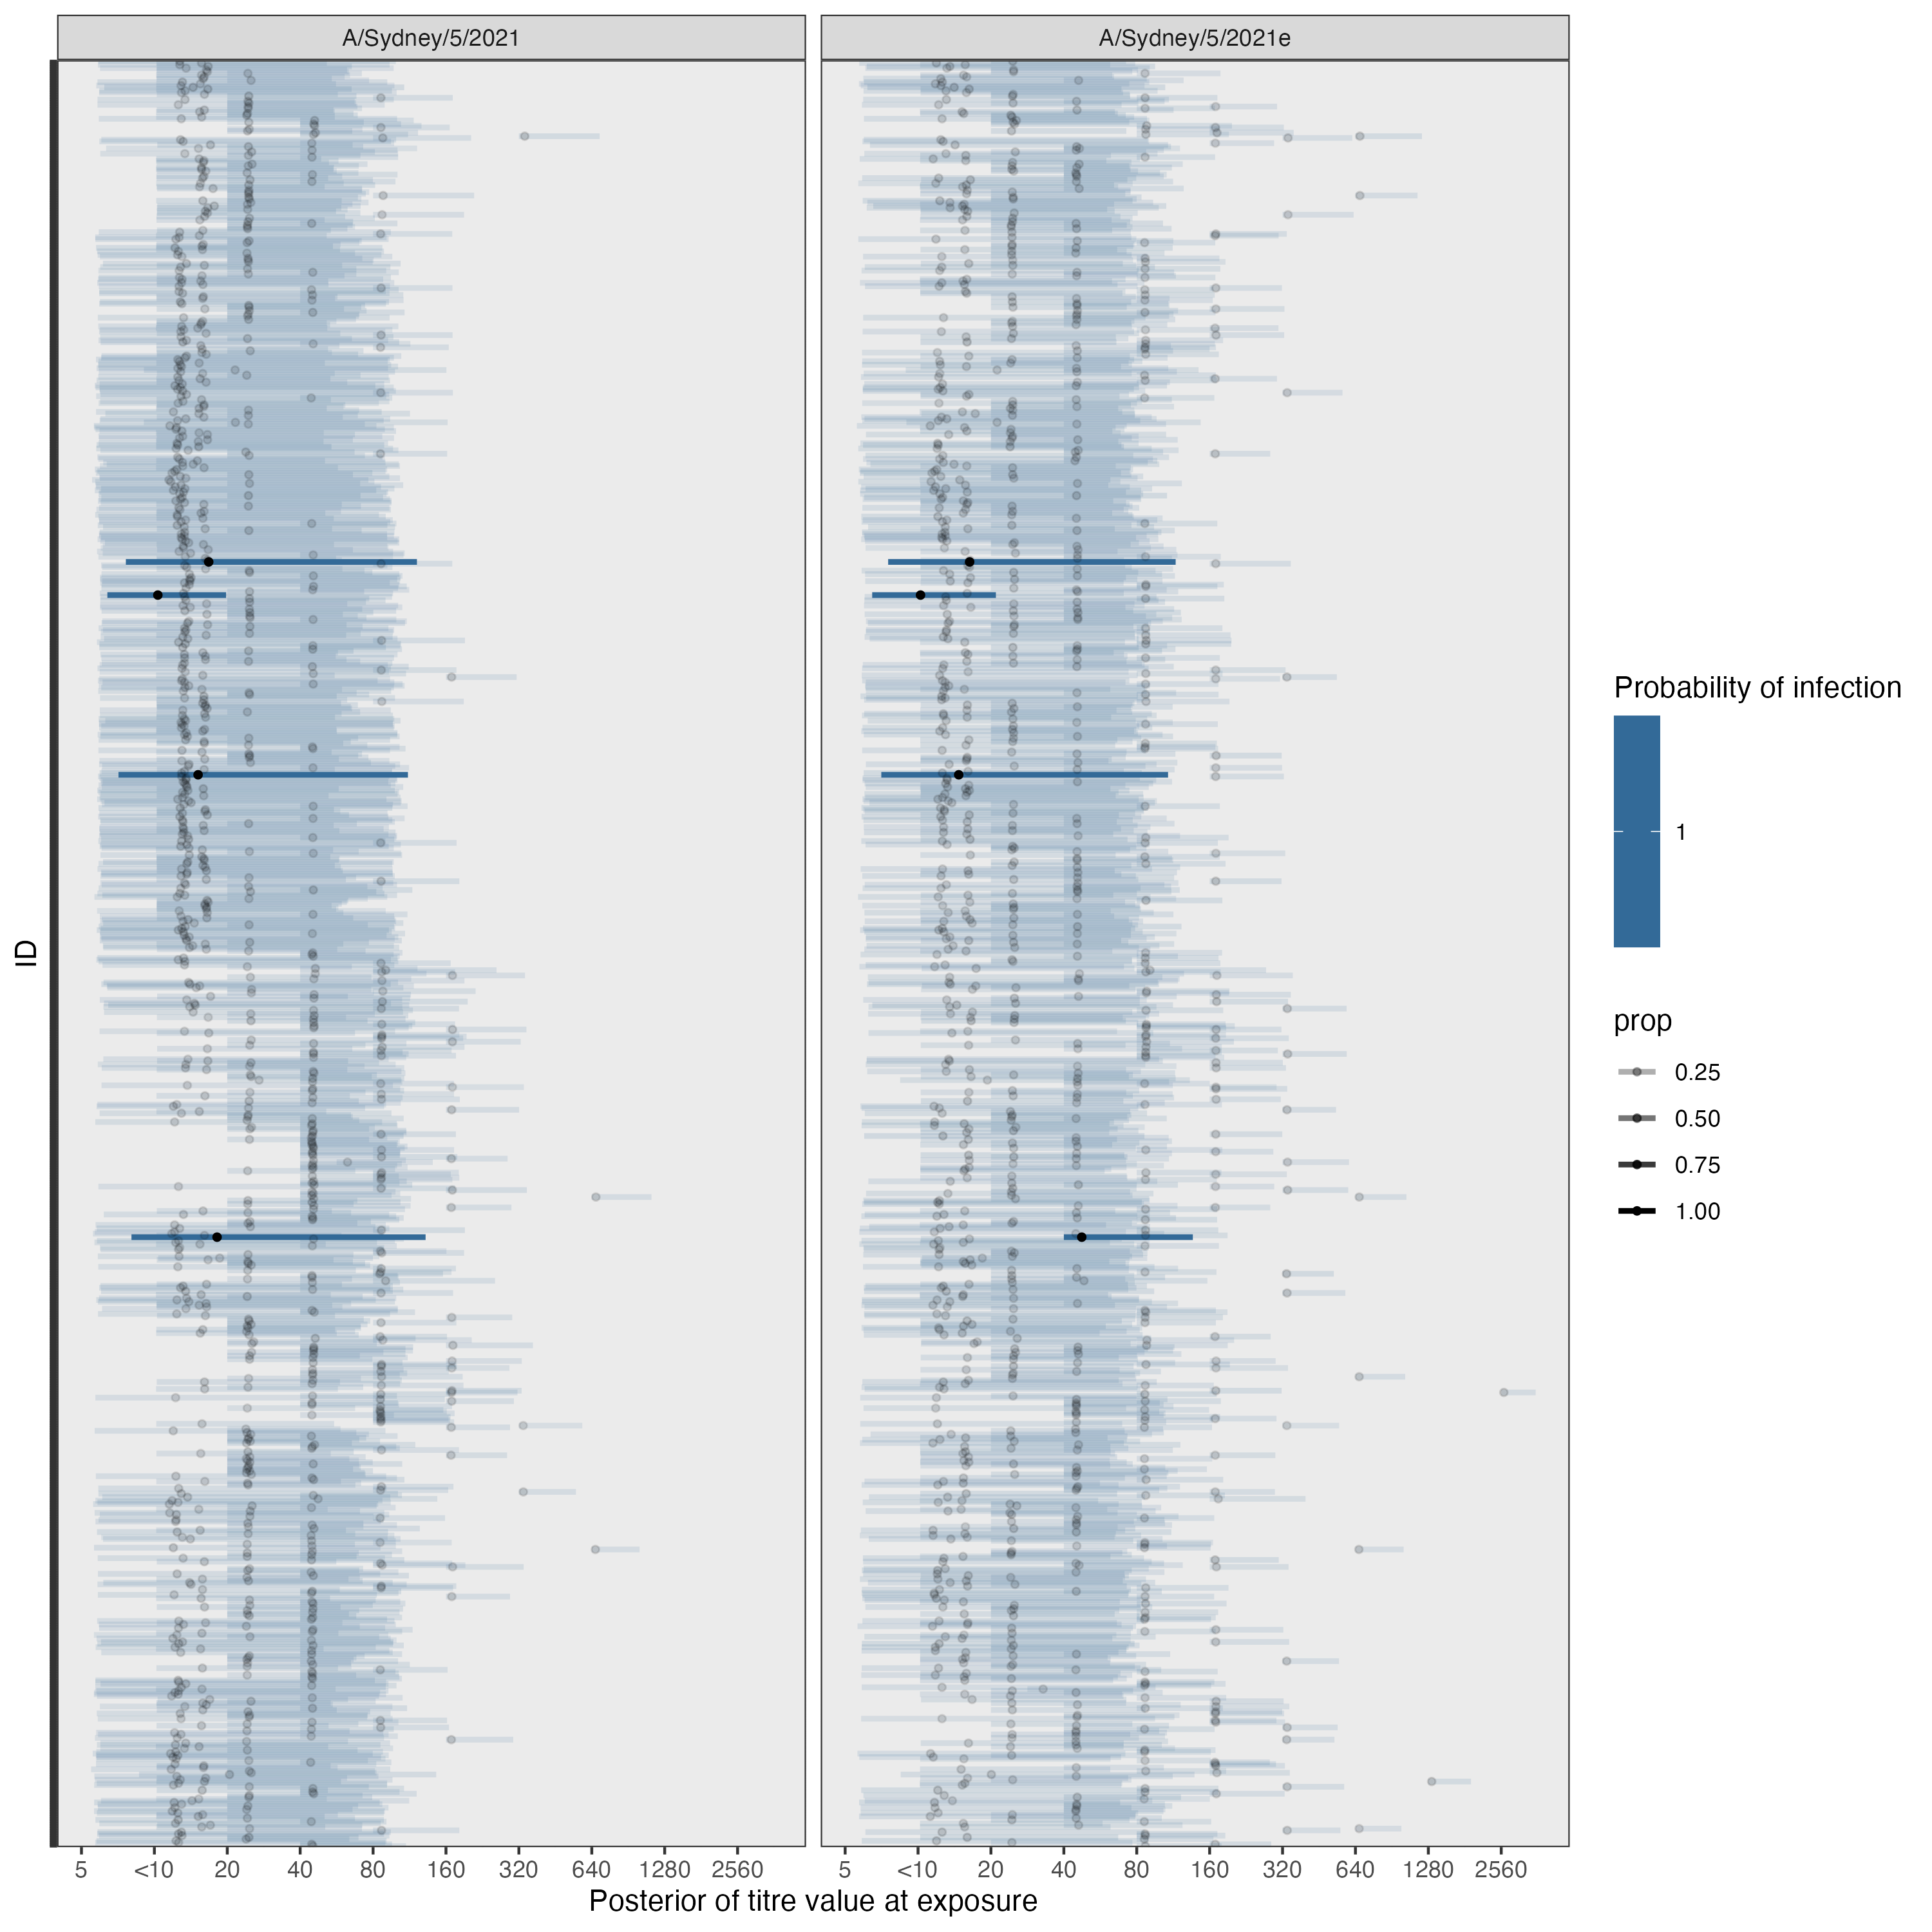 A/Sydney/5/2021
A/Sydney/5/2021e
ID
Probability of infection
1
prop
0.25
0.50
0.75
1.00
5 <10 20 40 80 160 320 640 1280 2560
5 <10 20 40 80 160 320 640 1280 2560
Posterior of titre value at exposure